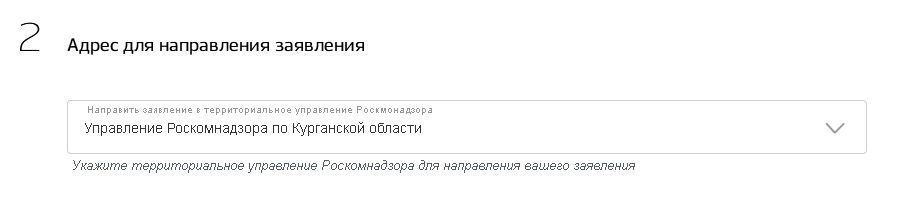 2 Адрес для направления заявления
Направить заявление в территориальное управление Роскмонадзора
Управление Роскомнадзора по Курганской области
Укажите территориальное управление Роскомнадзора для направления вашего заявления